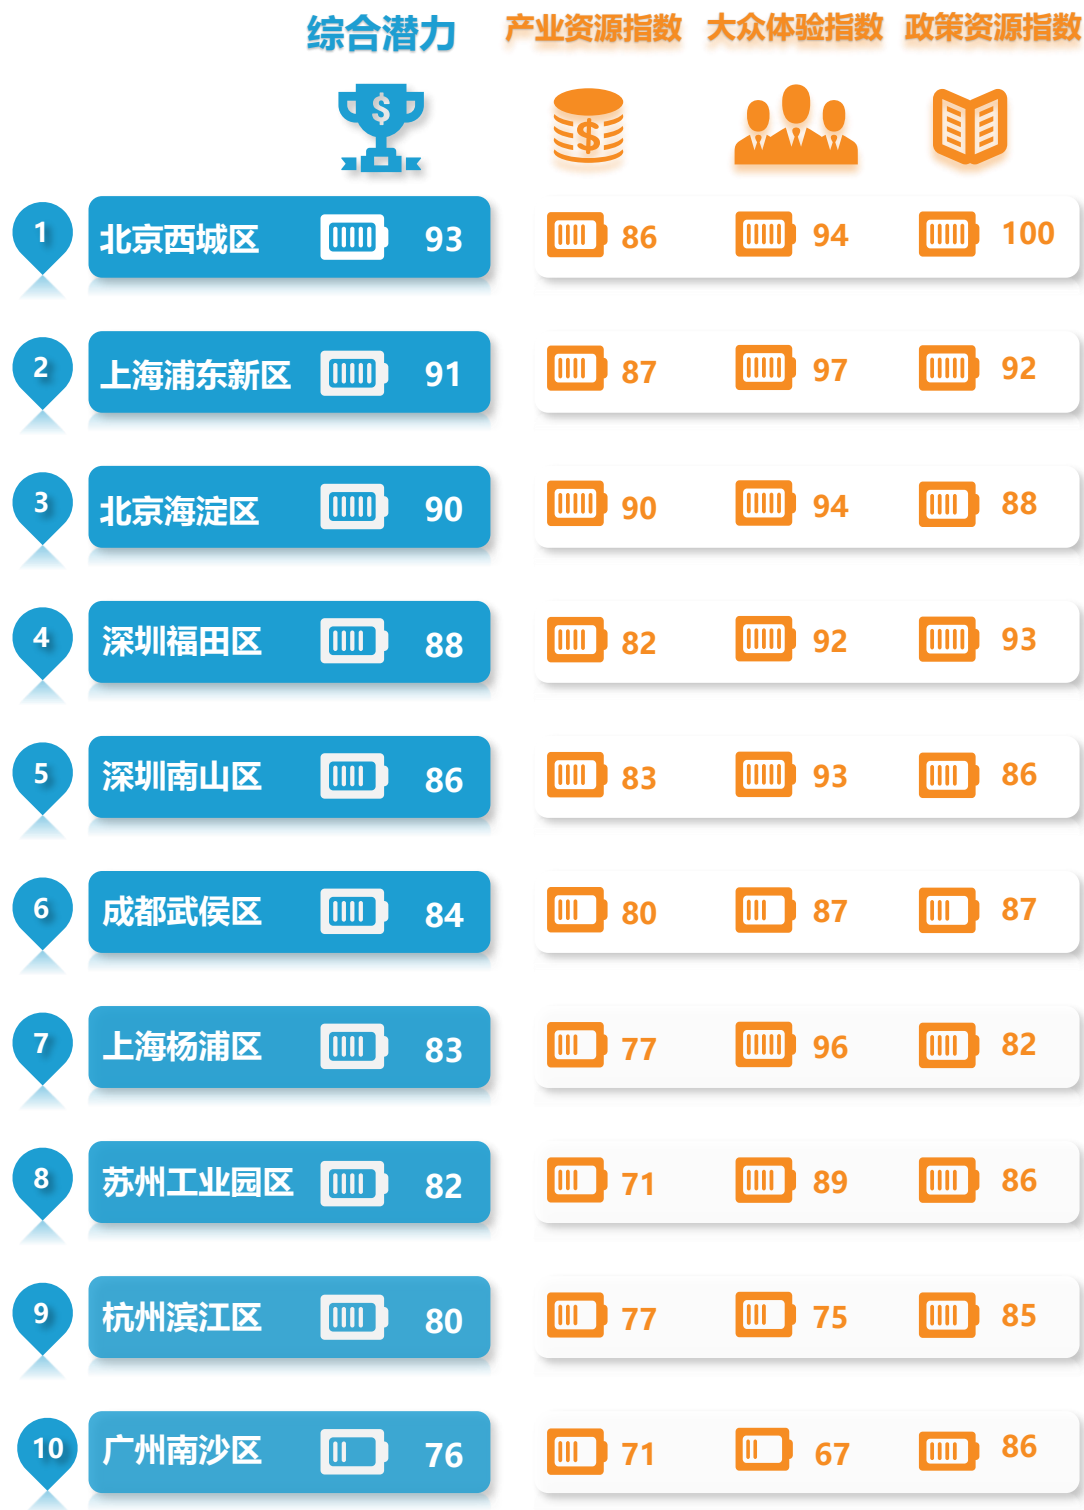 综合潜力 产业资源指数 大众体验指数 政策资源指数
1 北京西城区 93 86 94 100
2 上海浦东新区 91 87 97 92
3 北京海淀区 90 90 94 88
4 深圳福田区 88 82 92 93
5 深圳南山区 86 83 93 86
6 成都武侯区 84 80 87 87
7 上海杨浦区 83 77 96 82
8 苏州工业园区 82 71 89 86
9 杭州滨江区 80 77 75 85
10 广州南沙区 76 71 67 86